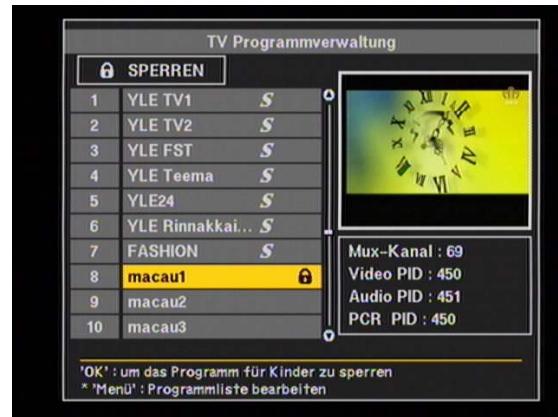 TV Programmverwaltung
SPERREN
1 YLE TV1 S
2 YLE TV2 S
3 YLE FST S
4 YLE Teema S
5 YLE24 S
6 YLE Rinnakkai... S
7 FASHION S
8 macau1
9 macau2
10 macau3
Mux--Kanal : 69
Video PID : 450
Audio PID : 451
PCR PID : 450
'OK' : um das Programm für Kinder zu sperren
* 'Menü' : Programmliste bearbeiten